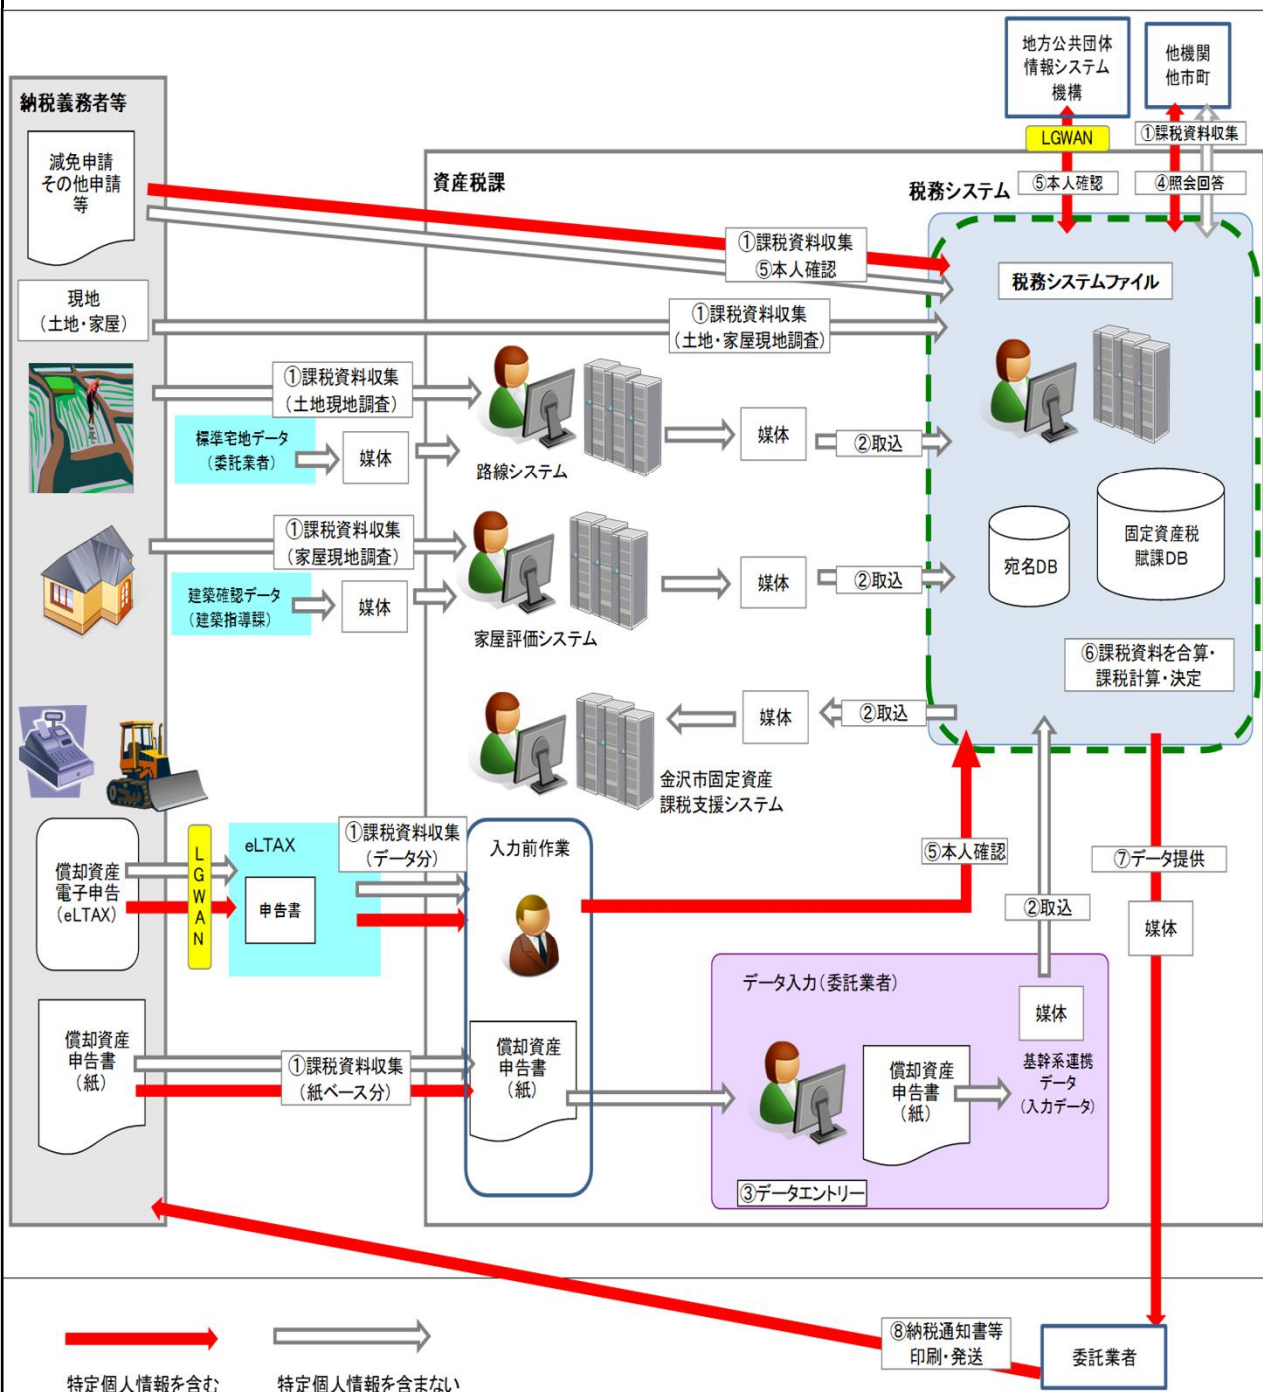 地方公共団体
情報システム
機構
他機関
他市町
LGWAN
①課税資料収集
⑤本人確認
④照会回答
納税義務者等
減免申請
その他申請
等
資産税課
税務システム
①課税資料収集
⑤本人確認
税務システムファイル
現地
（土地・家屋）
①課税資料収集
（土地・家屋現地調査）
①課税資料収集
（土地現地調査）
標準宅地データ
（委託業者）
媒体
路線システム
媒体
②取込
①課税資料収集
（家屋現地調査）
建築確認データ
（建築指導課）
媒体
家屋評価システム
媒体
②取込
宛名DB
固定資産税
賦課DB
⑥課税資料を合算・
課税計算・決定
媒体
②取込
金沢市固定資産
課税支援システム
償却資産
電子申告
（eLTAX）
LGWAN
eLTAX
申告書
①課税資料収集
（データ分）
入力前作業
⑤本人確認
②取込
⑦データ提供
媒体
償却資産
申告書
（紙）
①課税資料収集
（紙ベース分）
償却資産
申告書
（紙）
データ入力（委託業者）
償却資産
申告書
（紙）
媒体
基幹系連携
データ
（入力データ）
③データエントリー
⑧納税通知書等
印刷・発送
委託業者
特定個人情報を含む
特定個人情報を含まない